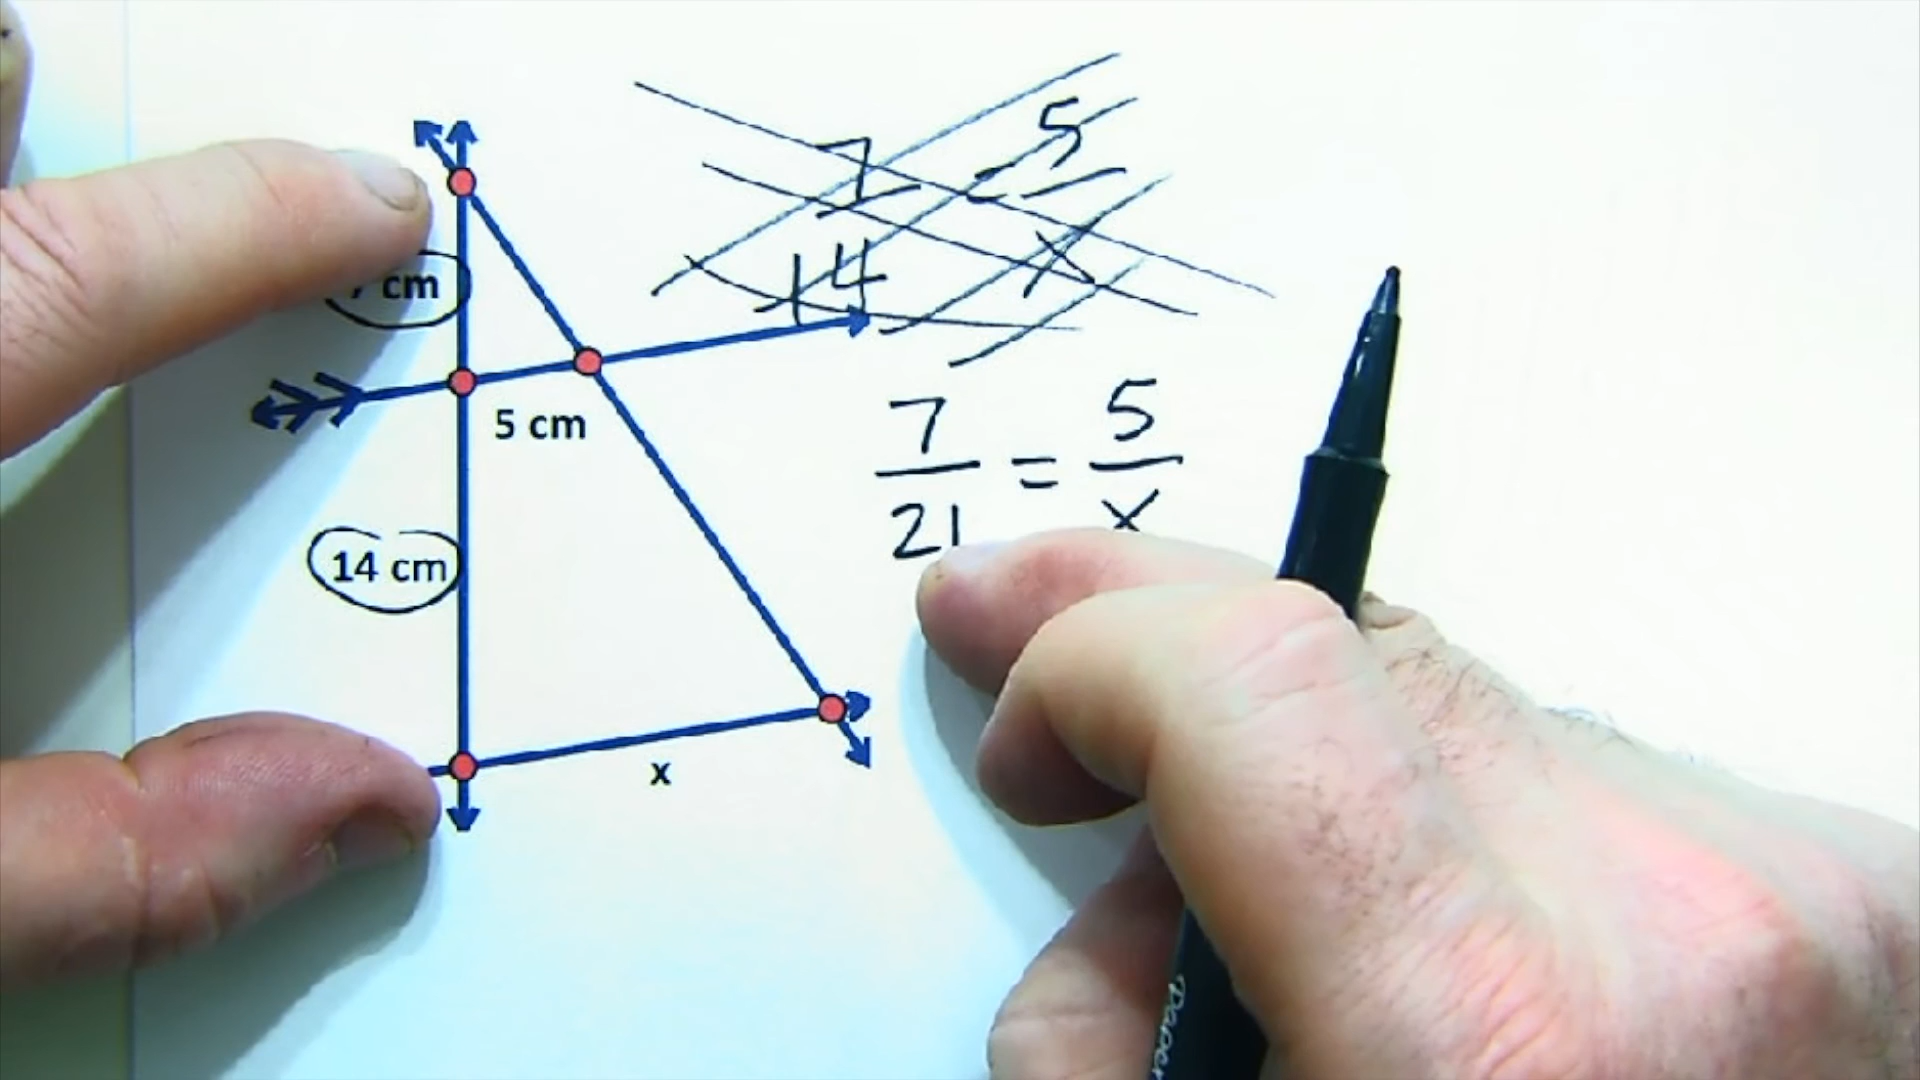 7/14 = 5/x
7 cm
5 cm
7/21 = 5/x
14 cm
x
Paper